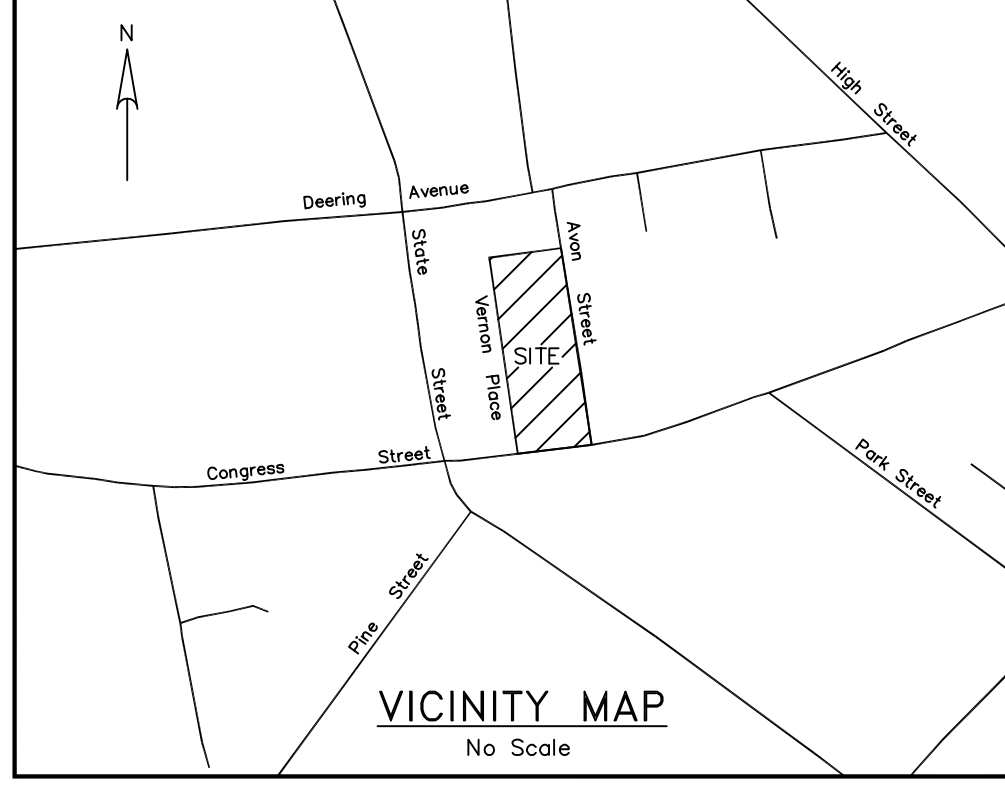 N
High Street
Deering Avenue
State Street
Avon Street
Vernon Place
SITE
Congress Street
Park Street
Pine Street
VICINITY MAP
No Scale